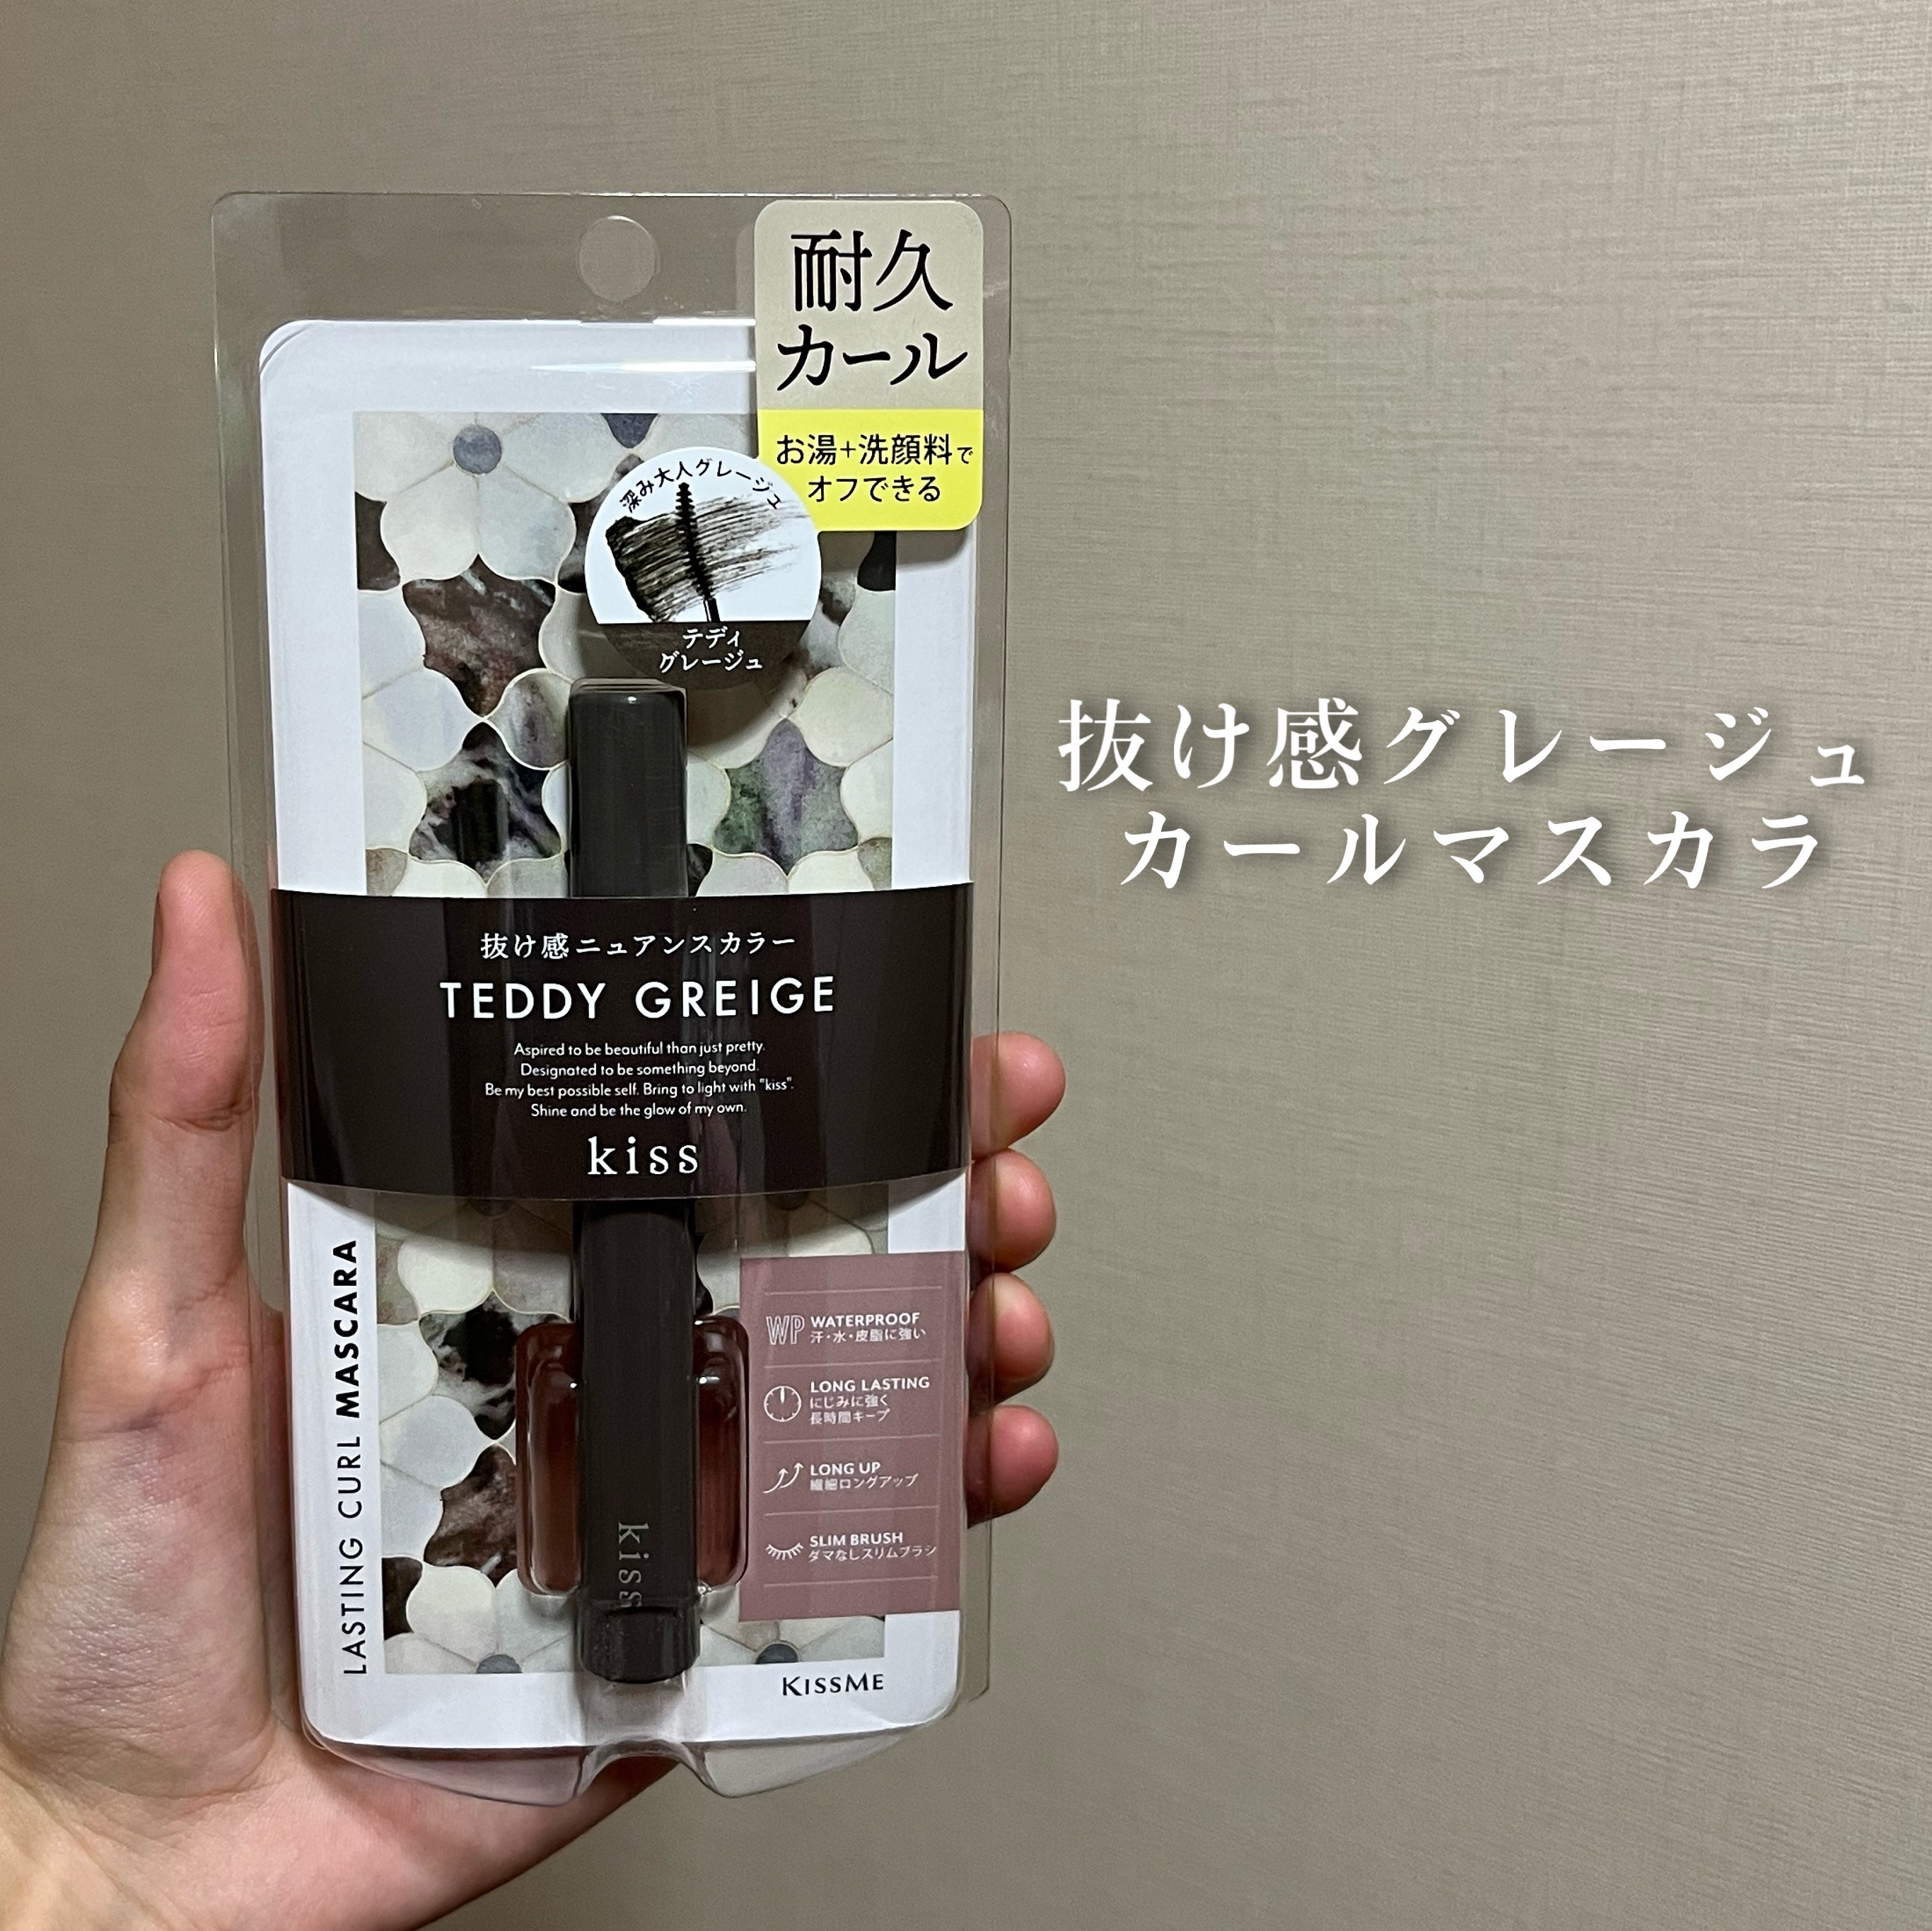 耐久
カール
お湯+洗顔料で
オフできる
深み大人グレージュ
テディ
グレージュ
抜け感グレージュ
カールマスカラ
抜け感ニュアンスカラー
TEDDY GREIGE
Aspired to be beautiful than just pretty.
Designated to be something beyond.
Be my best possible self. Bring to light with "kiss".
Shine and be the glow of my own.
kiss
LASTING CURL MASCARA
WP WATERPROOF
汗・水・皮脂に強い
LONG LASTING
にじみに強く
長時間キープ
LONG UP
繊細ロングアップ
SLIM BRUSH
ダマなしスリムブラシ
kiss
KISSME